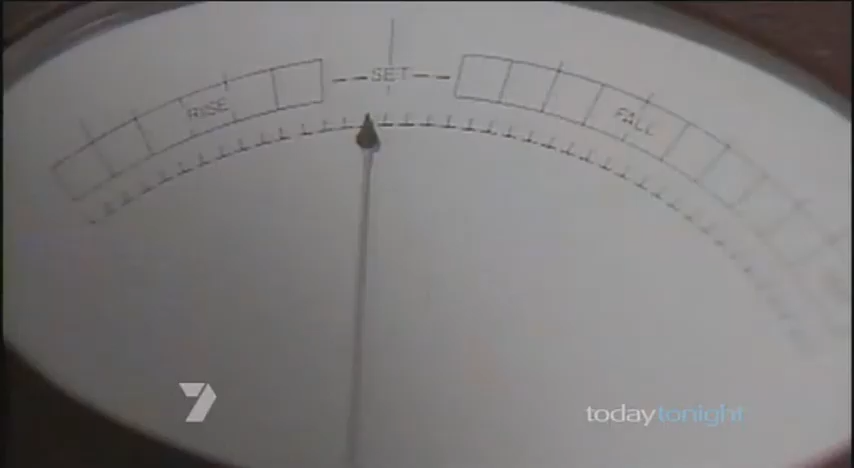 RISE
--SET--
FALL
7
todaytonight